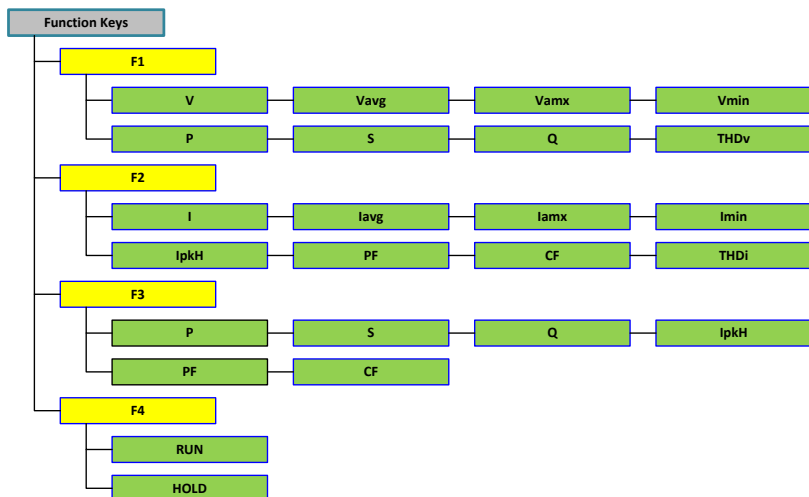 Function Keys
F1
V Vavg Vamx Vmin
P S Q THDv
F2
I Iavg Iamx Imin
IpkH PF CF THDi
F3
P S Q IpkH
PF CF
F4
RUN
HOLD